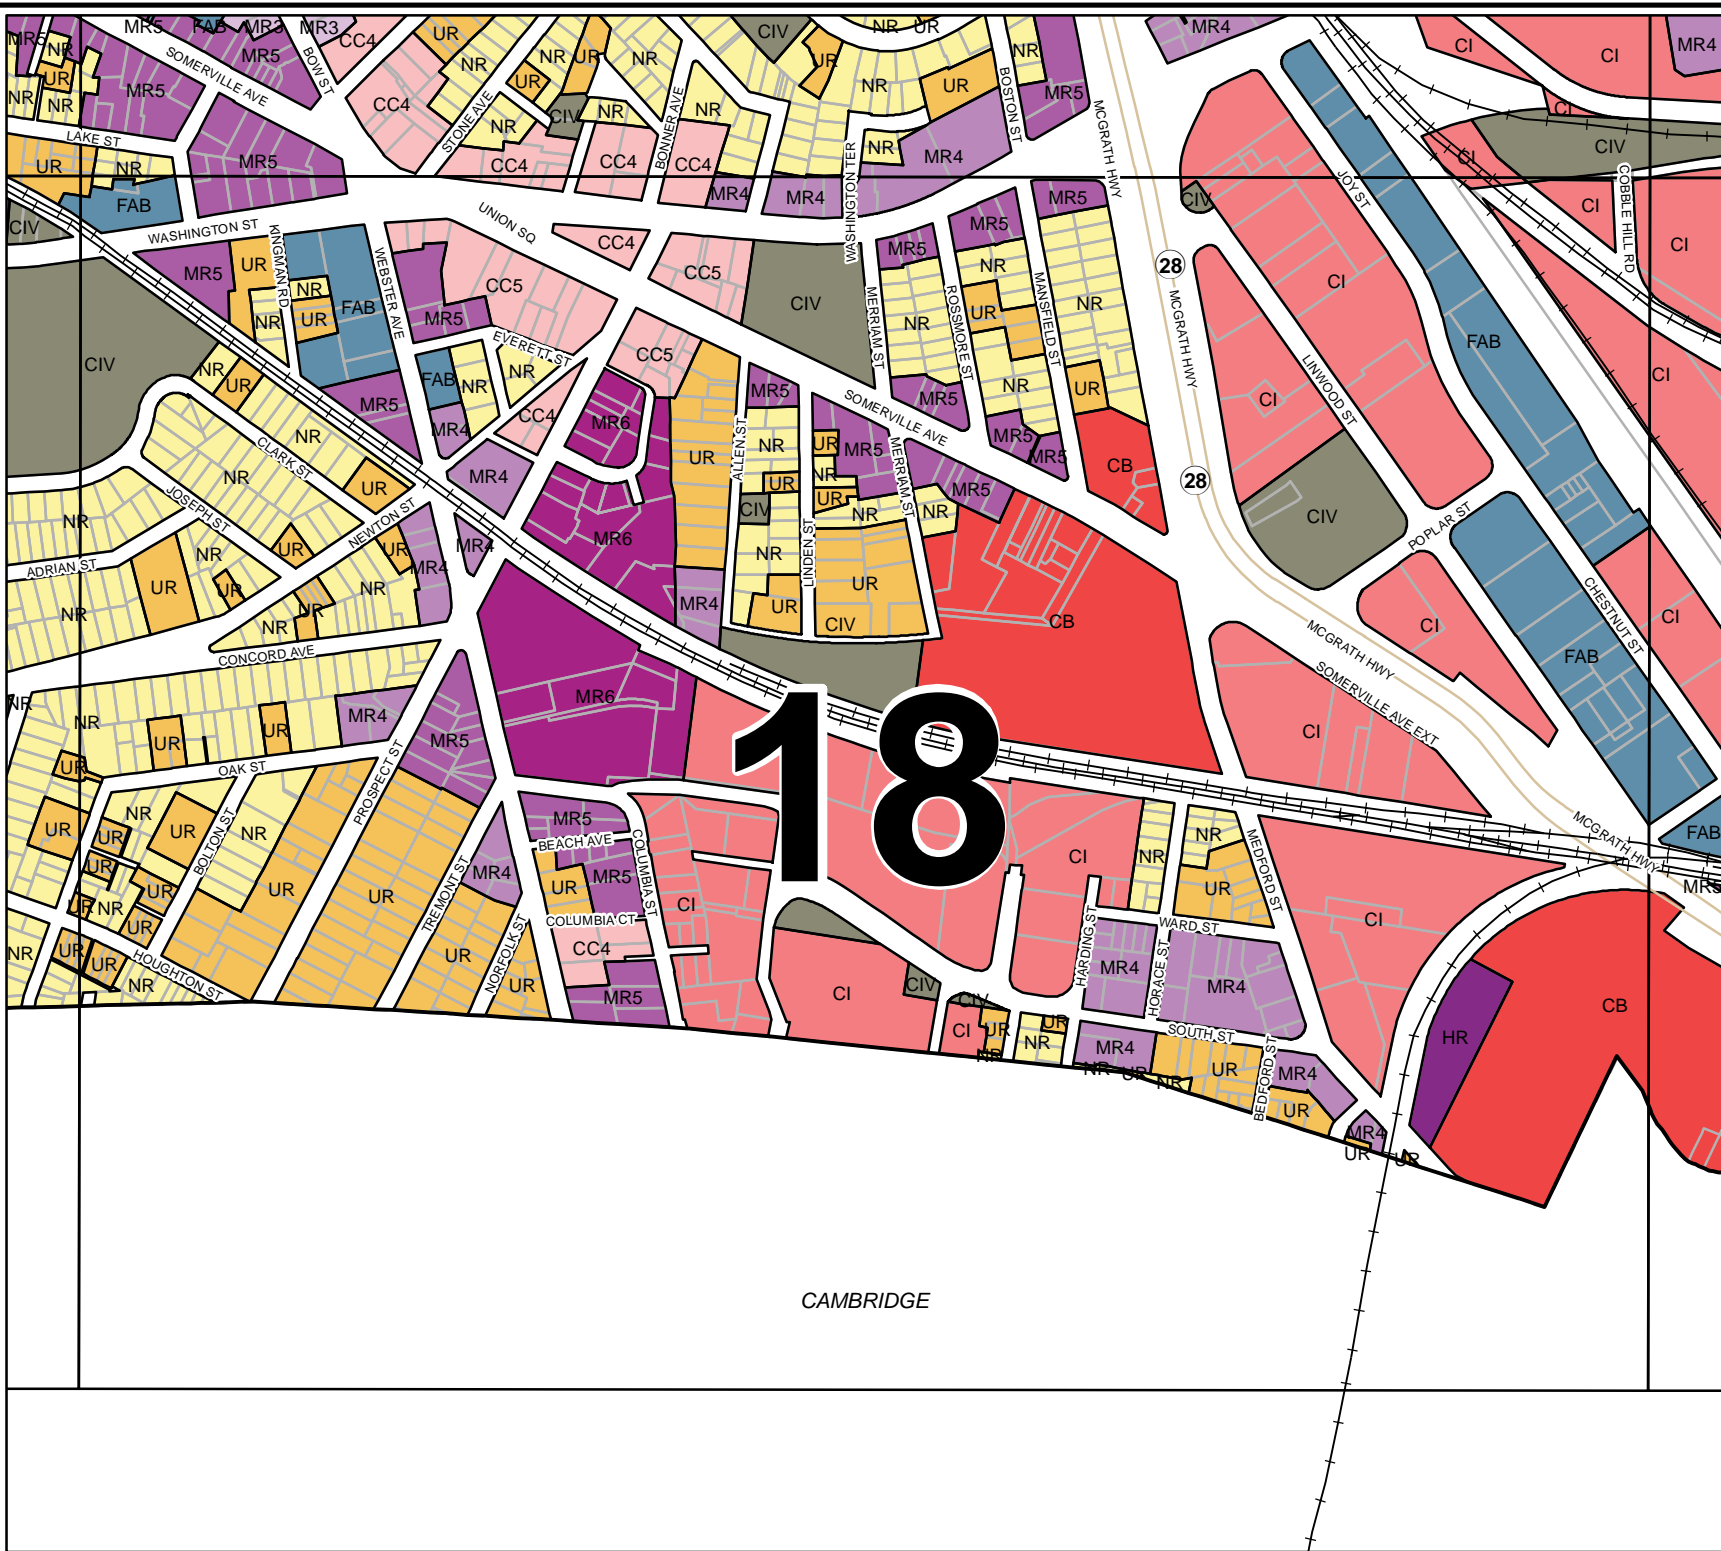 MR5
FAB
MR3
MR3
CC4
UR
CIV
NR
UR
MR4
CI
CI
MR4
MR5
NR
UR
NR
NR
MR5
MR5
SOMERVILLE AVE
BOW ST
CC4
NR
NR
UR
UR
NR
UR
NR
UR
NR
BOSTON ST
MR5
MCGRATH HWY
STONE AVE
NR
CIV
NR
BONNER AVE
NR
CI
LAKE ST
UR
NR
MR5
CC4
CC4
CC4
NR
MR4
CI
CIV
JOY ST
COBBLE HILL RD
FAB
CIV
WASHINGTON ST
KINGMAN RD
UNION SQ
MR4
MR4
WASHINGTON TER
CC4
MR5
MR5
MR5
CIV
CI
CI
MR5
UR
WEBSTER AVE
CC5
CC5
CIV
NR
28
MCGRATH HWY
CI
NR
UR
NR
FAB
MR5
EVERETT ST
MERRIAM ST
NR
ROSSMORE ST
UR
MANSFIELD ST
NR
FAB
CIV
NR
UR
FAB
NR
NR
CC5
LINWOOD ST
CI
CI
MR5
MR4
CC4
MR6
MR5
NR
SOMERVILLE AVE
MR5
NR
UR
MR5
MR5
CB
NR
CLARK ST
NR
UR
MR4
UR
ALLEN ST
NR
UR
MR5
NR
UR
UR
MERRIAM ST
MR5
28
CIV
POPLAR ST
NR
JOSEPH ST
NEWTON ST
MR4
MR6
CIV
LINDEN ST
NR
NR
NR
UR
UR
MR4
ADRIAN ST
NR
UR
UR
NR
UR
NR
MR4
UR
UR
CIV
CB
CHESTNUT ST
CI
CI
NR
CONCORD AVE
MCGRATH HWY
SOMERVILLE AVE EXT
FAB
NR
NR
MR4
MR6
18
CI
UR
UR
MR5
UR
OAK ST
PROSPECT ST
NR
UR
UR
UR
UR
BOLTON ST
NR
MR5
BEACH AVE
MR5
COLUMBIA ST
CI
NR
NR
MEDFORD ST
MCGRATH HWY
FAB
UR
UR
UR
TREMONT ST
MR4
UR
CI
UR
CI
MR5
UR
NR
UR
UR
NORFOLK ST
COLUMBIA CT
CC4
HARDING ST
WARD ST
NR
UR
UR
HOUGHTON ST
NR
UR
UR
MR5
CI
CIV
CIV
MR4
HORACE ST
MR4
CB
HR
CI
UR
NR
UR
NR
MR4
SOUTH ST
UR
BEDFORD ST
MR4
NR
UR
NR
UR
MR4
UR
UR
CAMBRIDGE